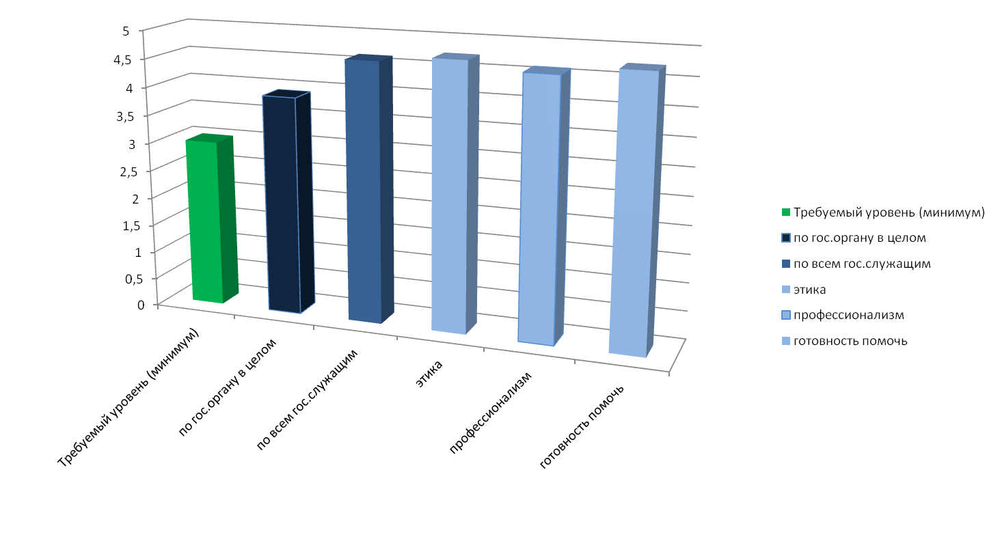 5
4,5
4
3,5
3
2,5
2
1,5
1
0,5
0
Требуемый уровень (минимум)
по гос.органу в целом
по всем гос.служащим
этика
профессионализм
готовность помочь
Требуемый уровень (минимум)
по гос.органу в целом
по всем гос.служащим
этика
профессионализм
готовность помочь